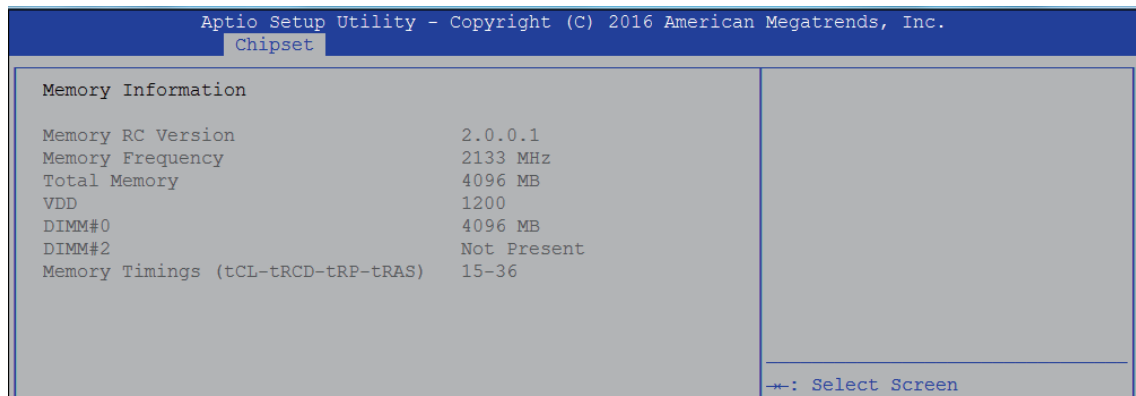 Aptio Setup Utility - Copyright (C) 2016 American Megatrends, Inc.
Chipset
Memory Information
Memory RC Version 2.0.0.1
Memory Frequency 2133 MHz
Total Memory 4096 MB
VDD 1200
DIMM#0 4096 MB
DIMM#2 Not Present
Memory Timings (tCL-tRCD-tRP-tRAS) 15-36
→←: Select Screen